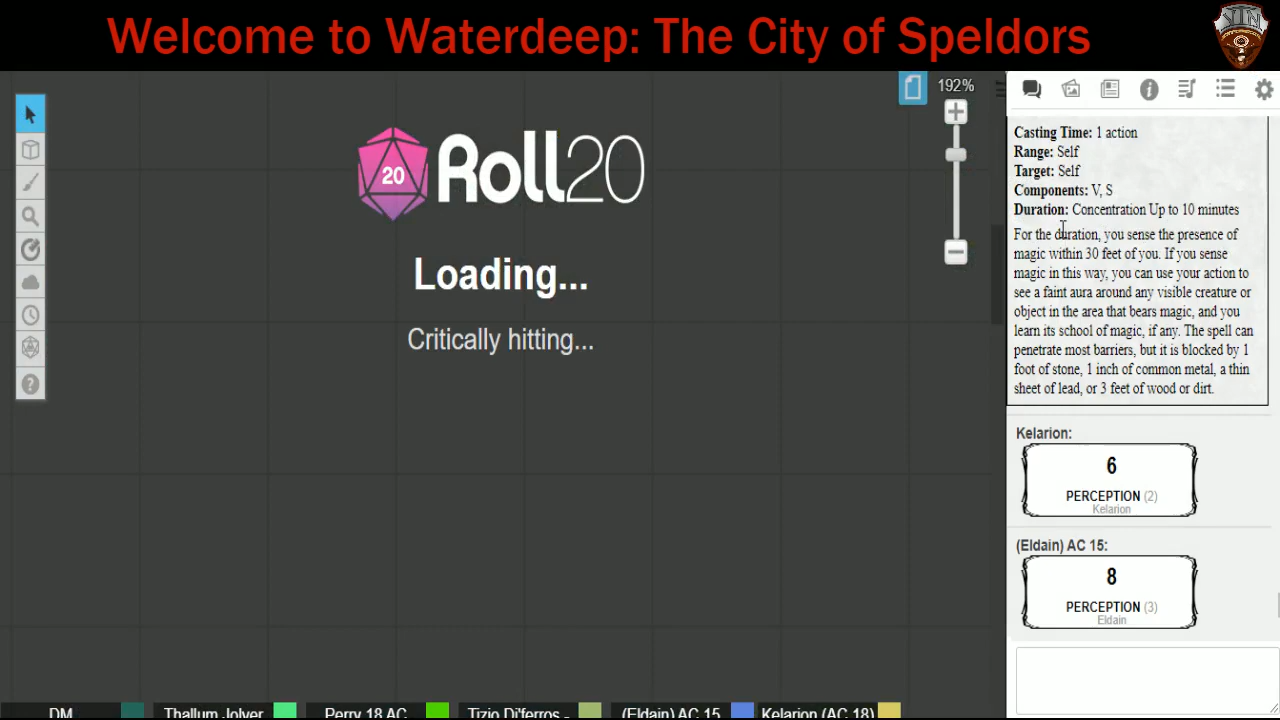 Welcome to Waterdeep: The City of Speldors
192%
20
Roll20
Loading...
Critically hitting...
Casting Time: 1 action
Range: Self
Target: Self
Components: V, S
Duration: Concentration Up to 10 minutes
For the duration, you sense the presence of
magic within 30 feet of you. If you sense
magic in this way, you can use your action to
see a faint aura around any visible creature or
object in the area that bears magic, and you
learn its school of magic, if any. The spell can
penetrate most barriers, but it is blocked by 1
foot of stone, 1 inch of common metal, a thin
sheet of lead, or 3 feet of wood or dirt.
Kelarion:
6
PERCEPTION (2)
Kelarion
(Eldain) AC 15:
8
PERCEPTION (3)
Eldain
DM
Thallum Jolver
Perry 18 AC
Tizio Di'ferros -
(Eldain) AC 15
Kelarion (AC 18)